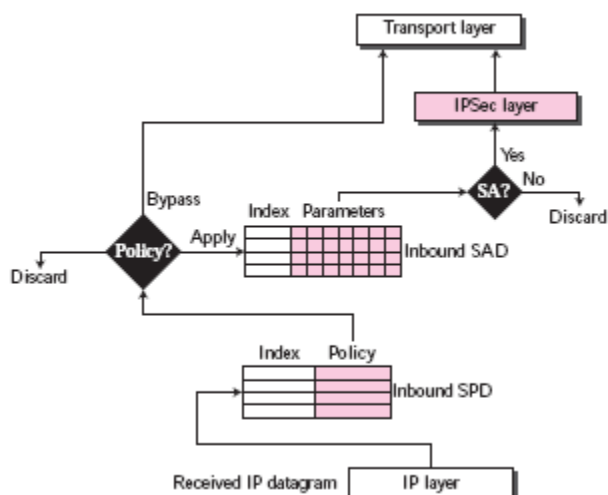 Transport layer
IPSec layer
Yes
SA?
No
Discard
Bypass
Index Parameters
Policy?
Apply
Inbound SAD
Discard
Index Policy
Inbound SPD
Received IP datagram
IP layer